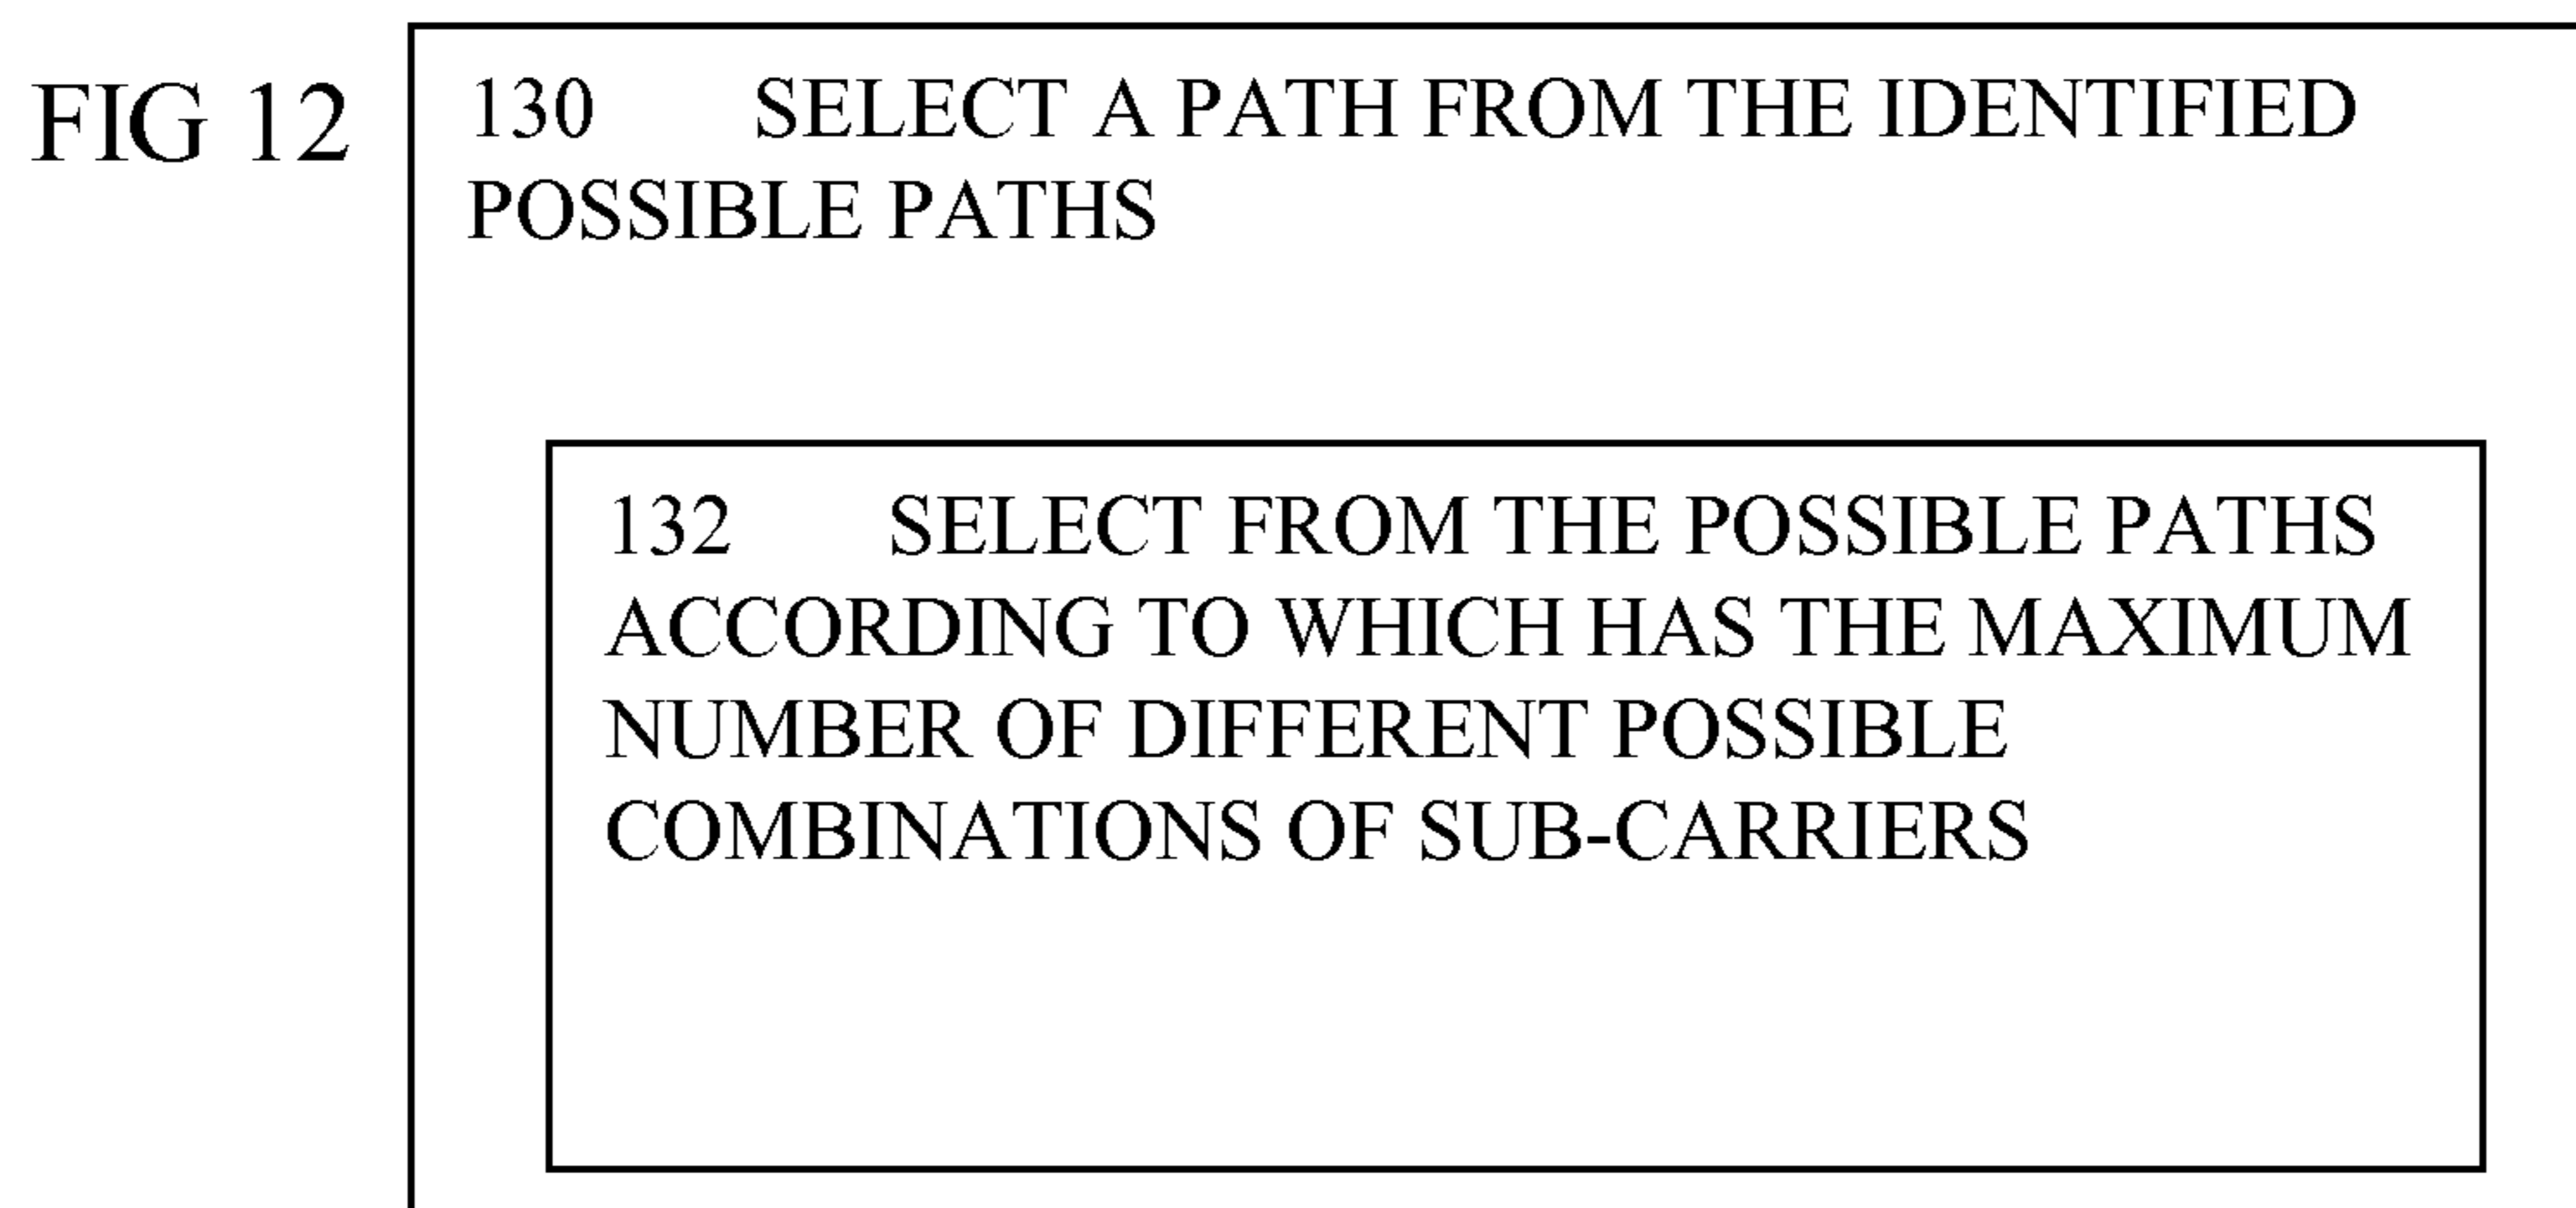 FIG 12
130 SELECT A PATH FROM THE IDENTIFIED
POSSIBLE PATHS
132 SELECT FROM THE POSSIBLE PATHS
ACCORDING TO WHICH HAS THE MAXIMUM
NUMBER OF DIFFERENT POSSIBLE
COMBINATIONS OF SUB-CARRIERS